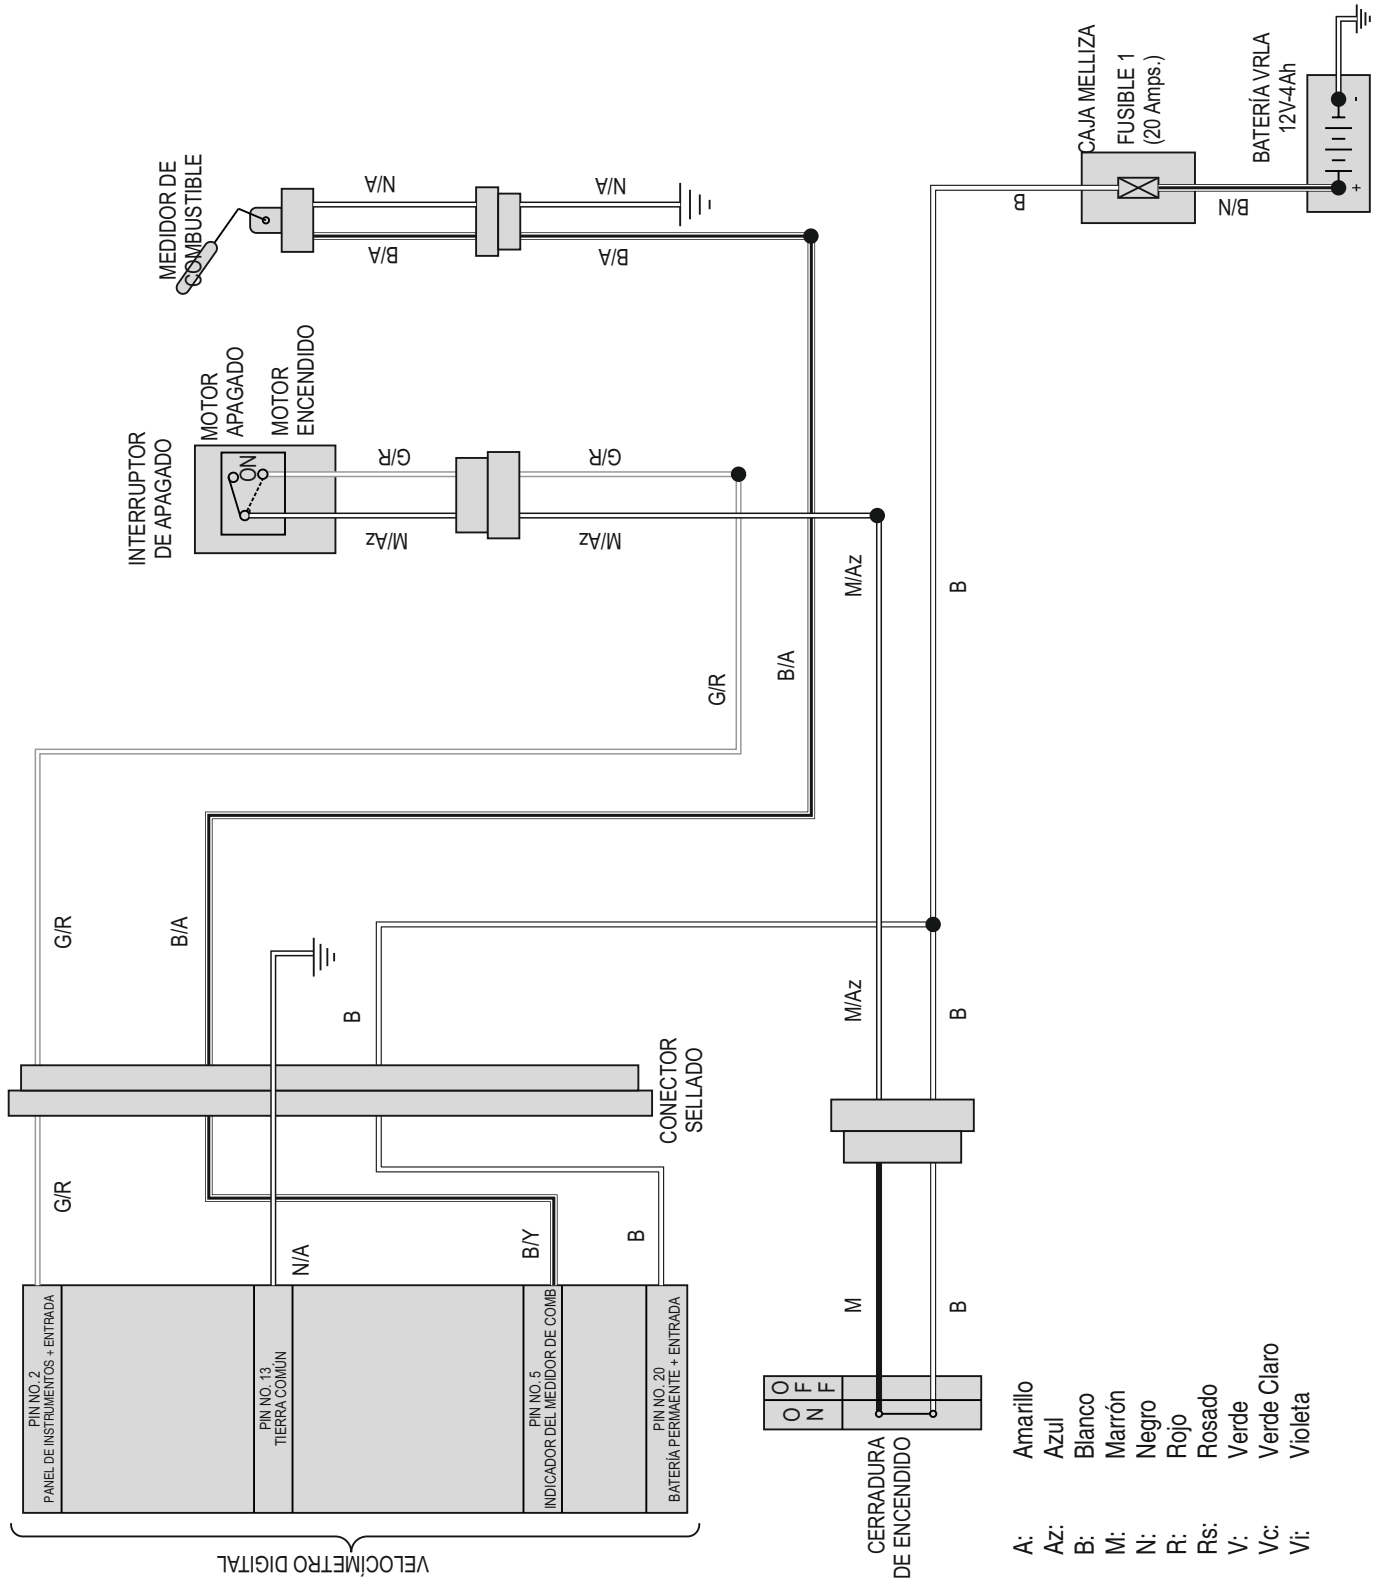 MEDIDOR DE
COMBUSTIBLE
N/A
N/A
B/A
B/A
INTERRUPTOR
DE APAGADO
MOTOR
APAGADO
MOTOR
ENCENDIDO
ON
G/R
G/R
M/Az
M/Az
CAJA MELLIZA
FUSIBLE 1
(20 Amps.)
BATERÍA VRLA
12V-4Ah
+
-
B
B/N
M/Az
B
B/A
G/R
G/R
B/A
B
M/Az
B
CONECTOR
SELLADO
G/R
N/A
B/Y
B
M
B
PIN NO. 2
PANEL DE INSTRUMENTOS + ENTRADA
PIN NO. 13
TIERRA COMÚN
PIN NO. 5
INDICADOR DEL MEDIDOR DE COMB
PIN NO. 20
BATERÍA PERMAENTE + ENTRADA
VELOCÍMETRO DIGITAL
OFF
ON
CERRADURA
DE ENCENDIDO
A: Amarillo
Az: Azul
B: Blanco
M: Marrón
N: Negro
R: Rojo
Rs: Rosado
V: Verde
Vc: Verde Claro
Vi: Violeta